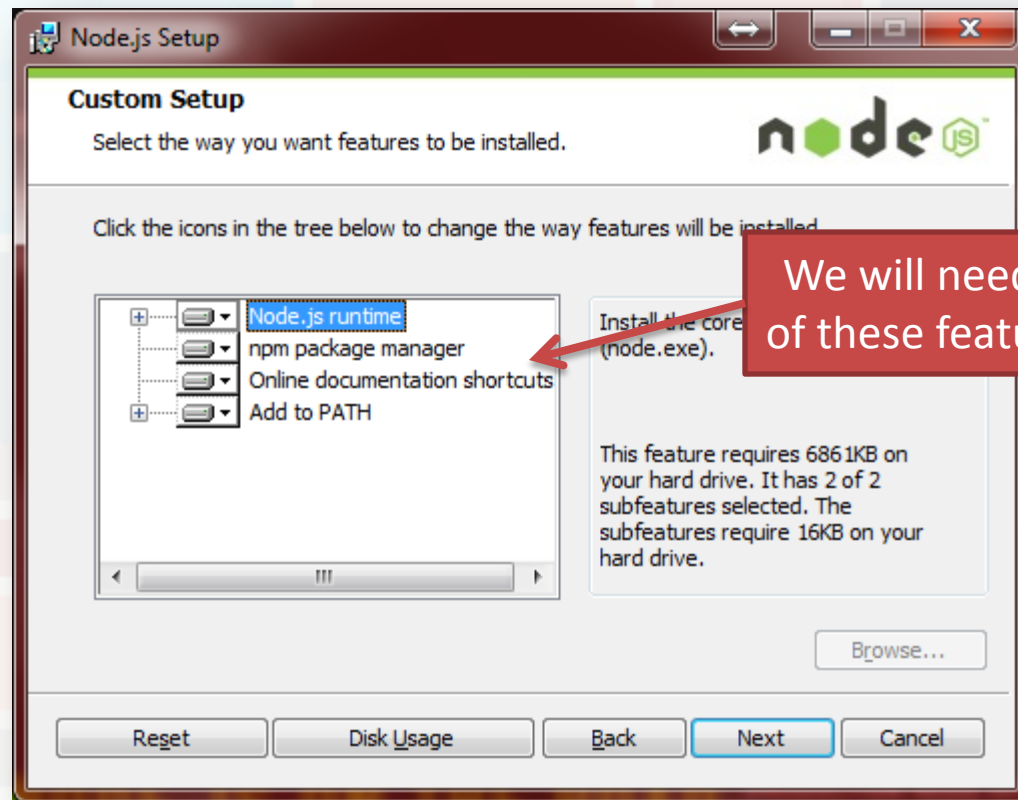 Node.js Setup
Custom Setup
Select the way you want features to be installed.
node JS
Click the icons in the tree below to change the way features will be installed.
We will need
of these
Node.js runtime
npm package manager
Online documentation shortcuts
Add to PATH
Install the core
(node.exe).
This feature requires 6861KB on
your hard drive. It has 2 of 2
subfeatures selected. The
subfeatures require 16KB on your
hard drive.
Browse...
Reset
Disk Usage
Back
Next
Cancel